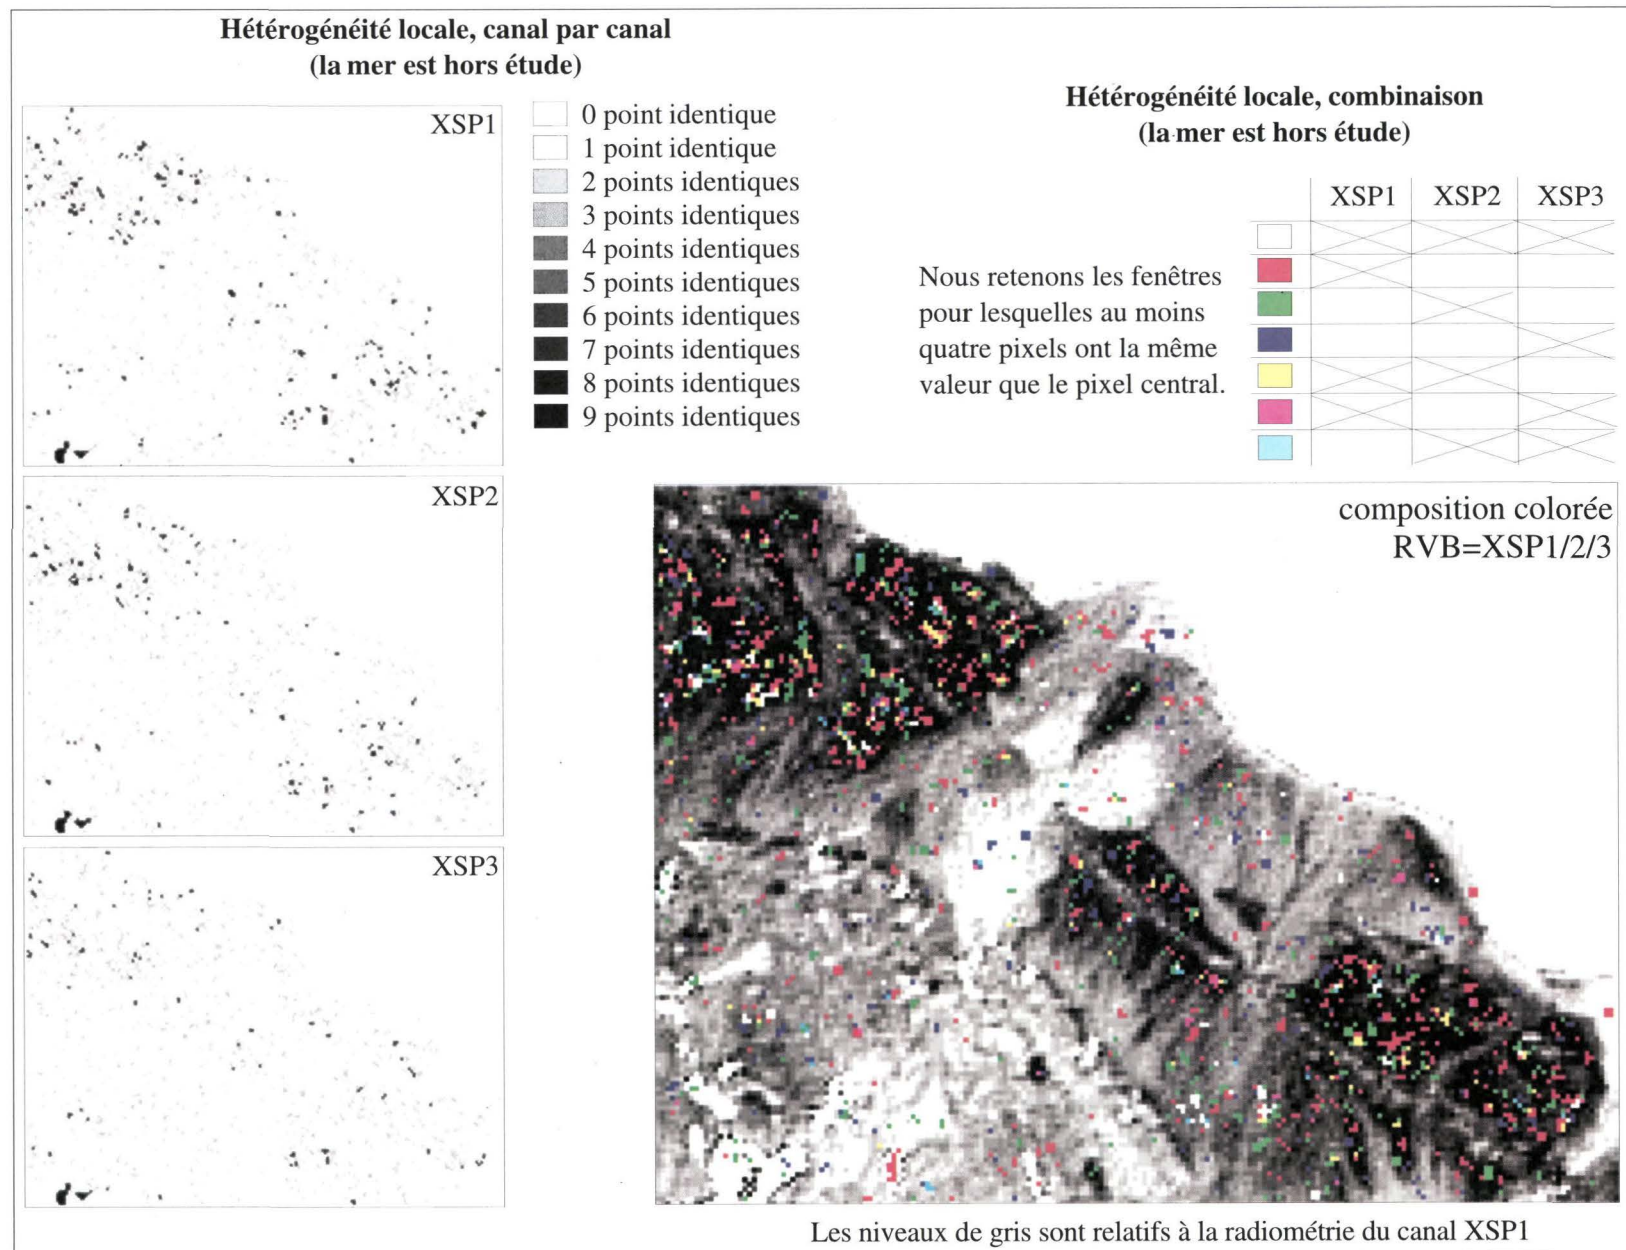 Hétérogénéité locale, canal par canal
(la mer est hors étude)
XSP1
0 point identique
1 point identique
2 points identiques
3 points identiques
4 points identiques
5 points identiques
6 points identiques
7 points identiques
8 points identiques
9 points identiques
XSP2
XSP3
Hétérogénéité locale, combinaison
(la mer est hors étude)
XSP1 XSP2 XSP3
Nous retenons les fenêtres
pour lesquelles au moins
quatre pixels ont la même
valeur que le pixel central.
composition colorée
RVB=XSP1/2/3
Les niveaux de gris sont relatifs à la radiométrie du canal XSP1